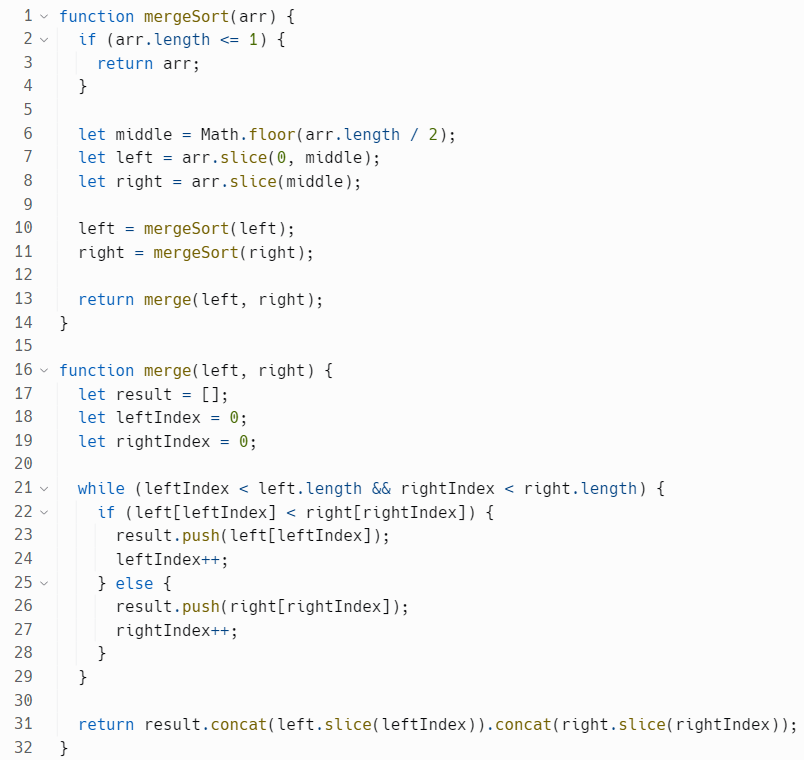 1 function mergeSort(arr) {
2   if (arr.length <= 1) {
3     return arr;
4   }
5
6   let middle = Math.floor(arr.length / 2);
7   let left = arr.slice(0, middle);
8   let right = arr.slice(middle);
9
10   left = mergeSort(left);
11   right = mergeSort(right);
12
13   return merge(left, right);
14 }
15
16 function merge(left, right) {
17   let result = [];
18   let leftIndex = 0;
19   let rightIndex = 0;
20
21   while (leftIndex < left.length && rightIndex < right.length) {
22     if (left[leftIndex] < right[rightIndex]) {
23       result.push(left[leftIndex]);
24       leftIndex++;
25     } else {
26       result.push(right[rightIndex]);
27       rightIndex++;
28     }
29   }
30
31   return result.concat(left.slice(leftIndex)).concat(right.slice(rightIndex));
32 }